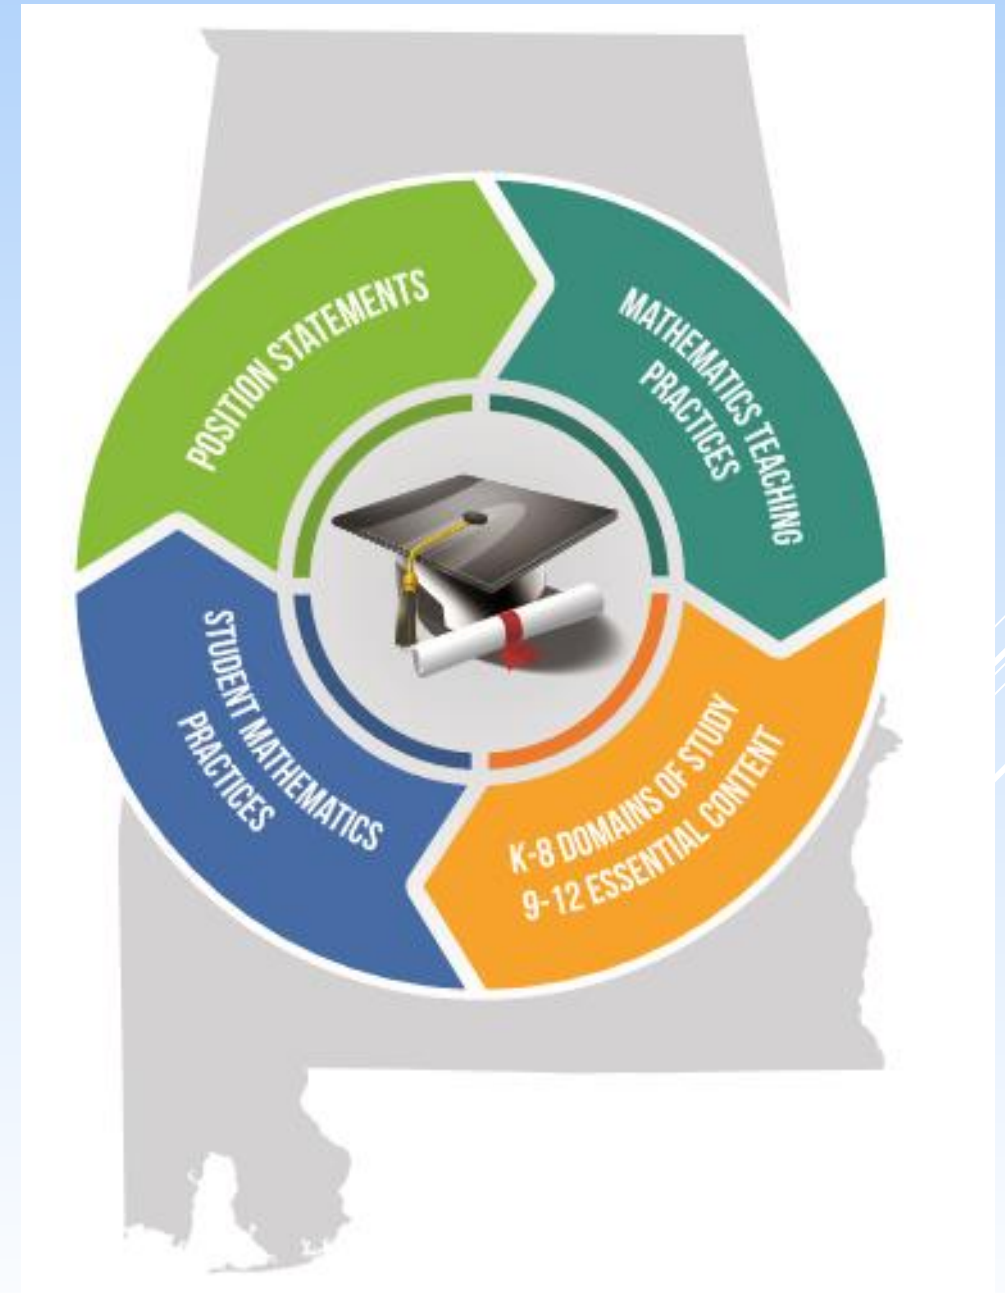 POSITION STATEMENTS
MATHEMATICS TEACHING
PRACTICES
STUDENT MATHEMATICS
PRACTICES
K-8 DOMAINS OF STUDY
9-12 ESSENTIAL CONTENT